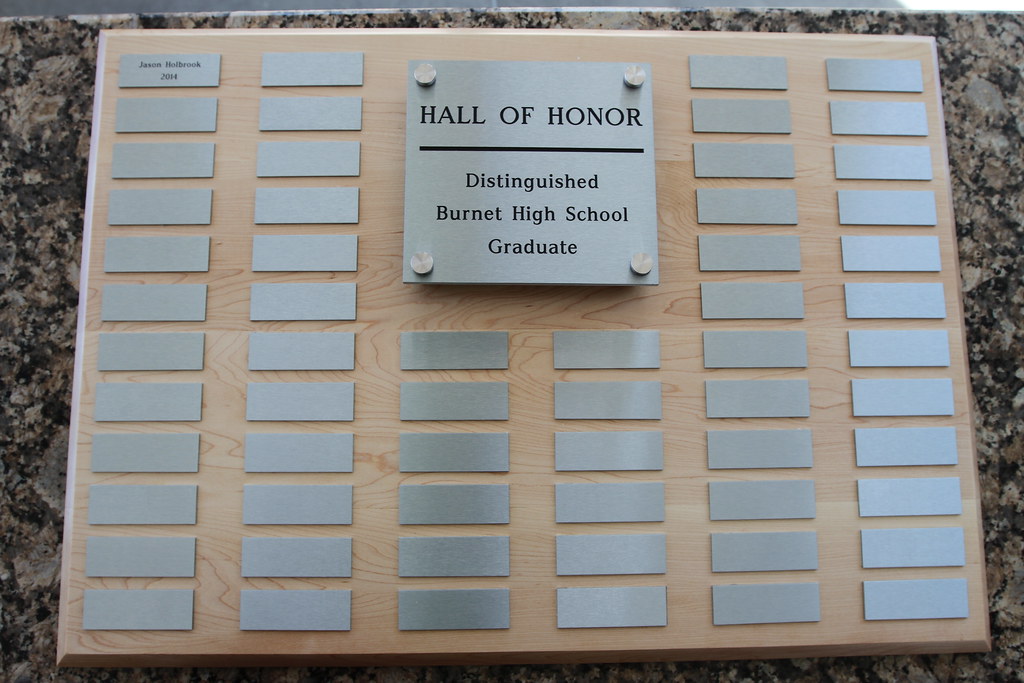 Jason Holbrook
2014
HALL OF HONOR
Distinguished
Burnet High School
Graduate